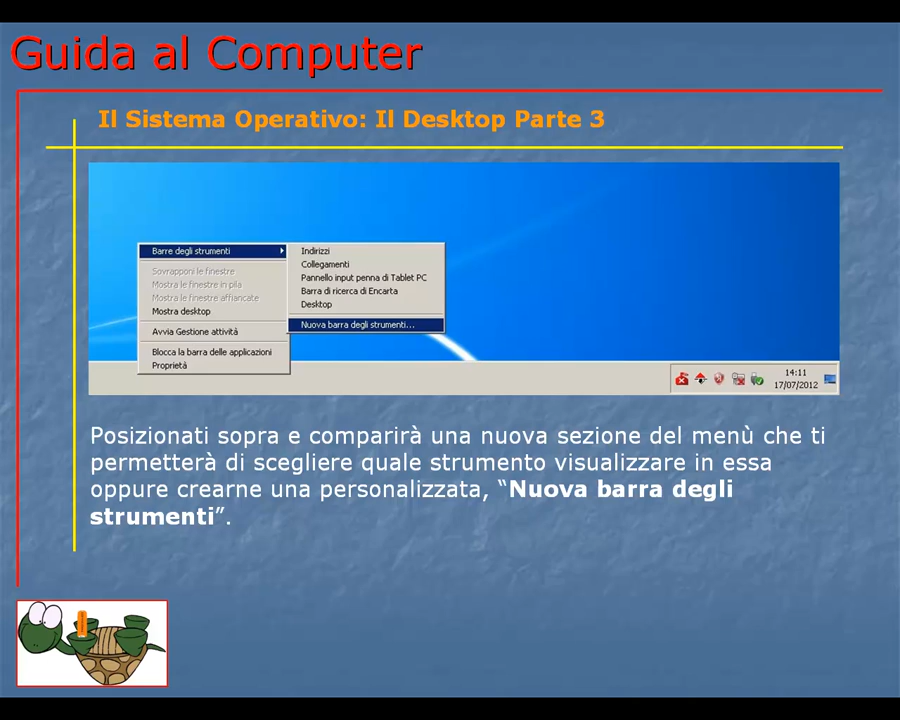 Guida al Computer
Il Sistema Operativo: Il Desktop Parte 3
Barre degli strumenti
Sovrapponi le finestre
Mostra le finestre in pila
Mostra le finestre affiancate
Mostra desktop
Avvia Gestione attività
Blocca la barra delle applicazioni
Proprietà
Indirizzi
Collegamenti
Pannello input penna di Tablet PC
Barra di ricerca di Encarta
Desktop
Nuova barra degli strumenti...
14:11
17/07/2012
Posizionati sopra e comparirà una nuova sezione del menù che ti
permetterà di scegliere quale strumento visualizzare in essa
oppure crearne una personalizzata, “Nuova barra degli
strumenti”.